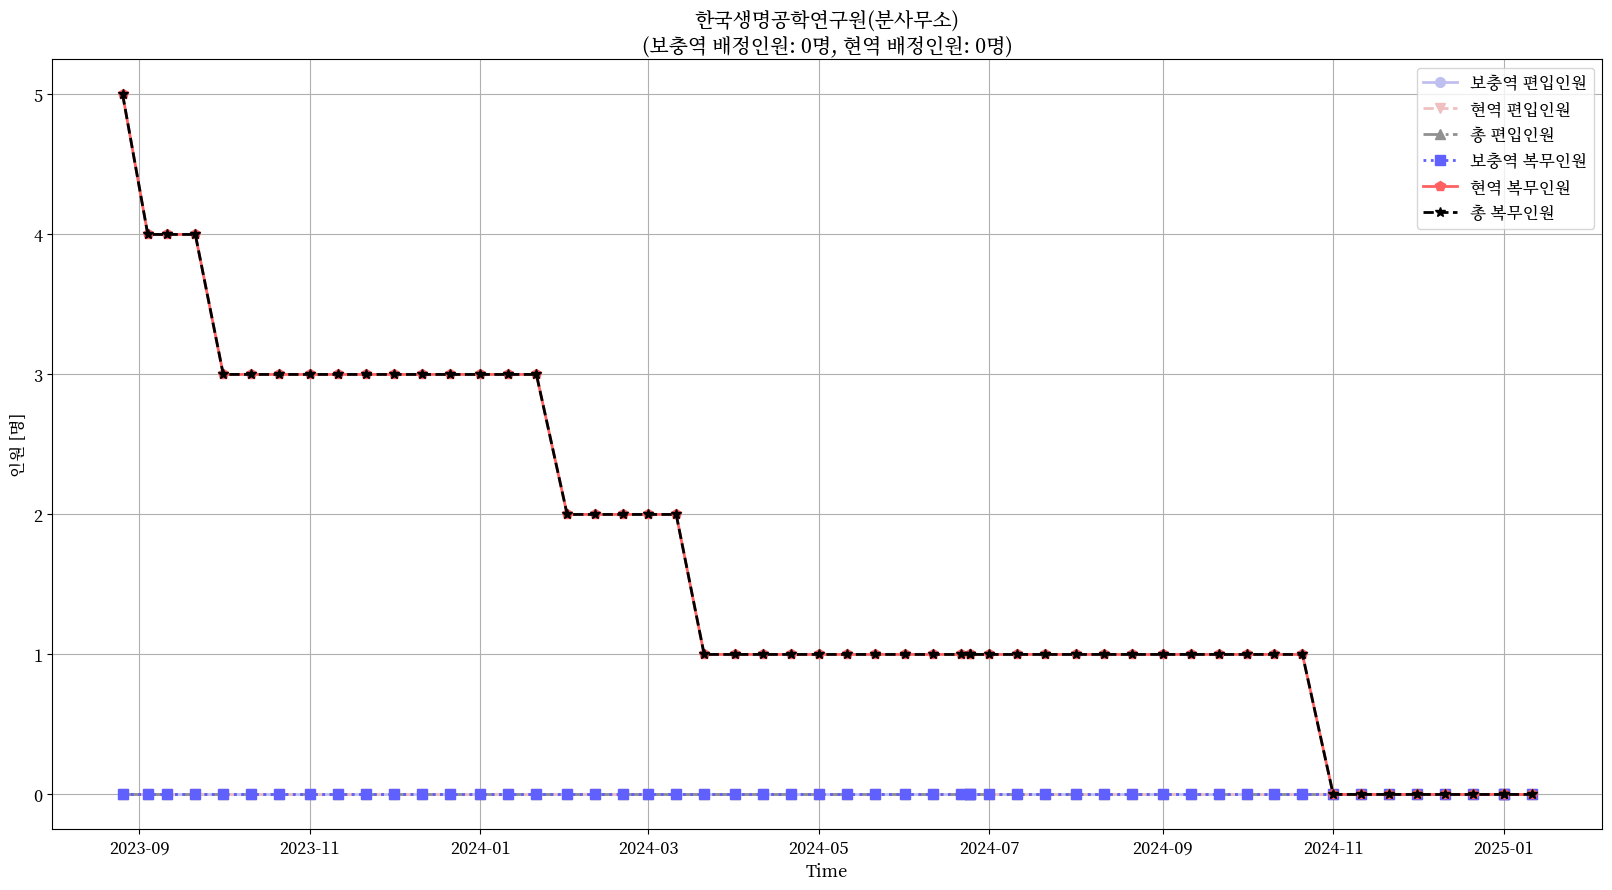 한국생명공학연구원(분사무소)
(보충역 배정인원: 0명, 현역 배정인원: 0명)
보충역 편입인원
현역 편입인원
총 편입인원
보충역 복무인원
현역 복무인원
총 복무인원
인원 [명]
5
4
3
2
1
0
2023-09
2023-11
2024-01
2024-03
2024-05
2024-07
2024-09
2024-11
2025-01
Time